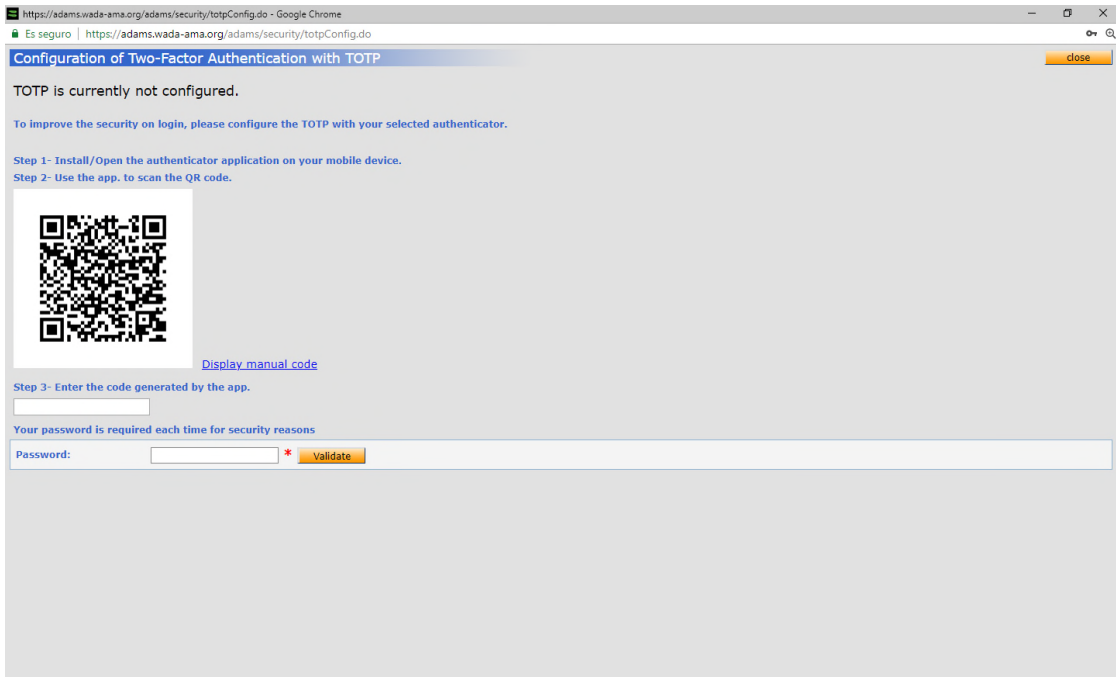 https://adams.wada-ama.org/adams/security/totpConfig.do - Google Chrome
Es seguro | https://adams.wada-ama.org/adams/security/totpConfig.do
Configuration of Two-Factor Authentication with TOTP
close
TOTP is currently not configured.
To improve the security on login, please configure the TOTP with your selected authenticator.
Step 1- Install/Open the authenticator application on your mobile device.
Step 2- Use the app. to scan the QR code.
Display manual code
Step 3- Enter the code generated by the app.
Your password is required each time for security reasons
Password: * Validate